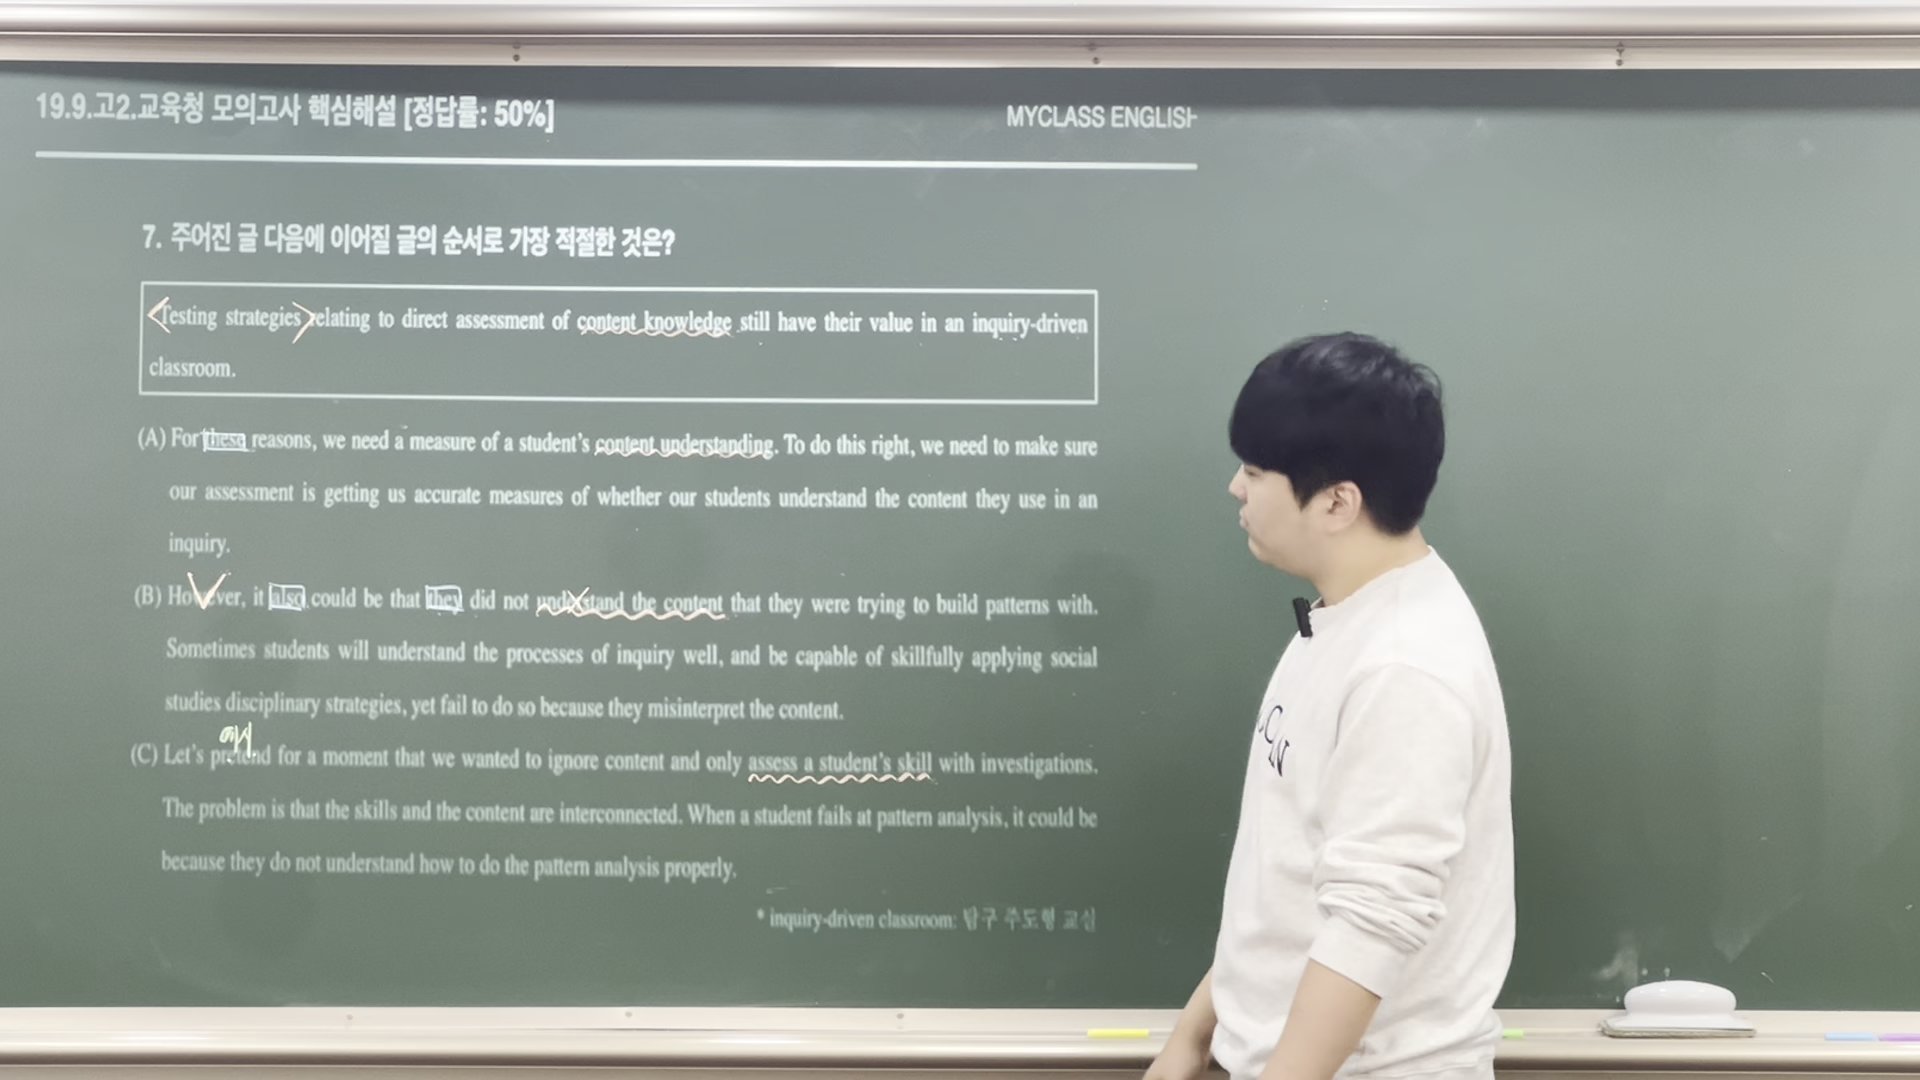 19.9.고2.교육청 모의고사 핵심해설 [정답률: 50%]
MYCLASS ENGLISH
7. 주어진 글 다음에 이어질 글의 순서로 가장 적절한 것은?
Testing strategies relating to direct assessment of content knowledge still have their value in an inquiry-driven
classroom.
(A) For these reasons, we need a measure of a student's content understanding. To do this right, we need to make sure
our assessment is getting us accurate measures of whether our students understand the content they use in an
inquiry.
(B) However, it also could be that they did not understand the content that they were trying to build patterns with.
Sometimes students will understand the processes of inquiry well, and be capable of skillfully applying social
studies disciplinary strategies, yet fail to do so because they misinterpret the content.
예시.
(C) Let's pretend for a moment that we wanted to ignore content and only assess a student's skill with investigations.
The problem is that the skills and the content are interconnected. When a student fails at pattern analysis, it could be
because they do not understand how to do the pattern analysis properly.
* inquiry-driven classroom: 탐구 주도형 교실